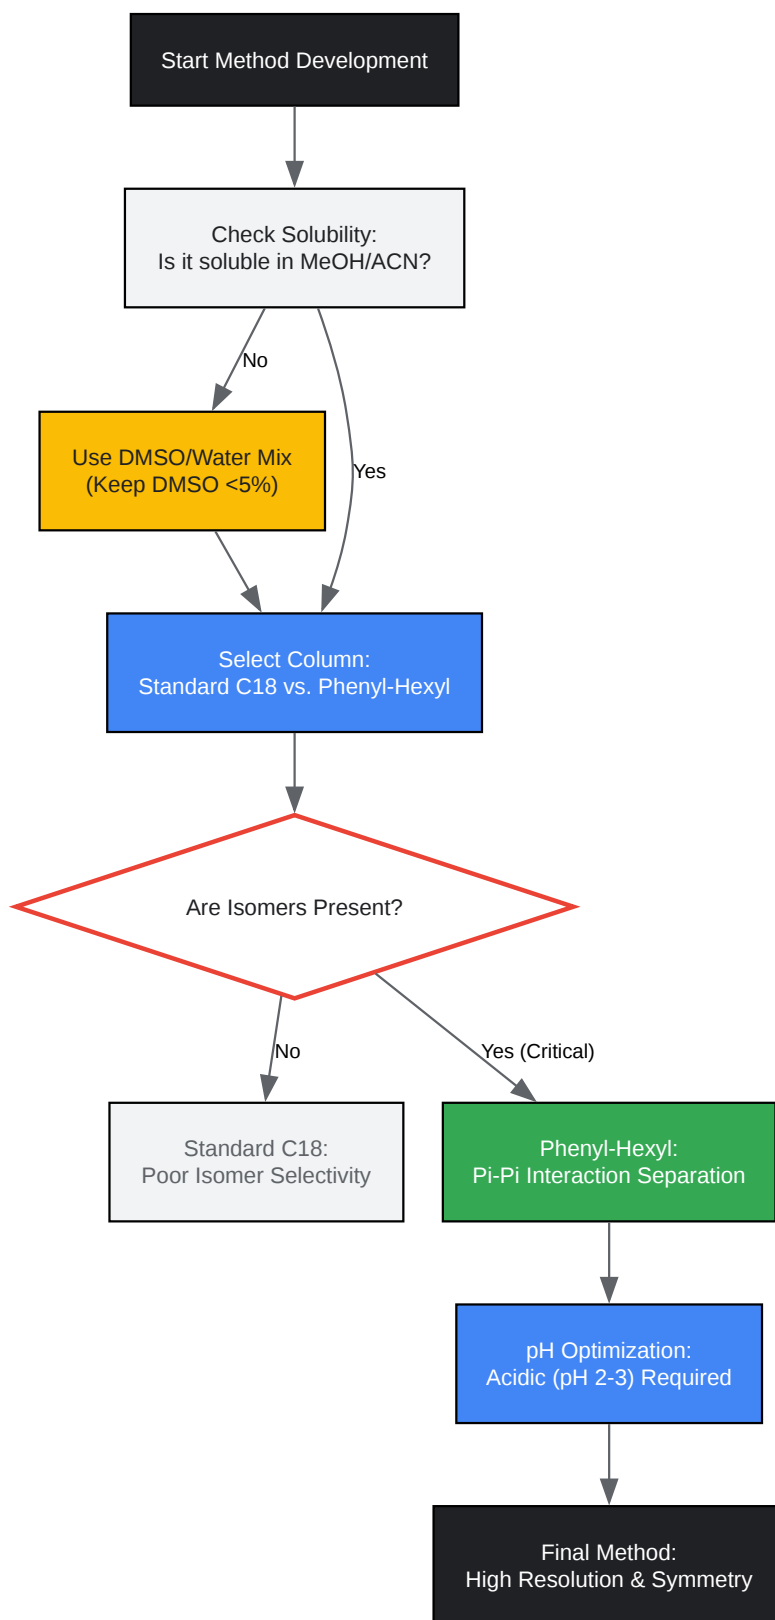 Start Method Development
Check Solubility:
Is it soluble in MeOH/ACN?
No
Yes
Use DMSO/Water Mix
(Keep DMSO <5%)
Select Column:
Standard C18 vs. Phenyl-Hexyl
Are Isomers Present?
No
Yes (Critical)
Standard C18:
Poor Isomer Selectivity
Phenyl-Hexyl:
Pi-Pi Interaction Separation
pH Optimization:
Acidic (pH 2-3) Required
Final Method:
High Resolution & Symmetry